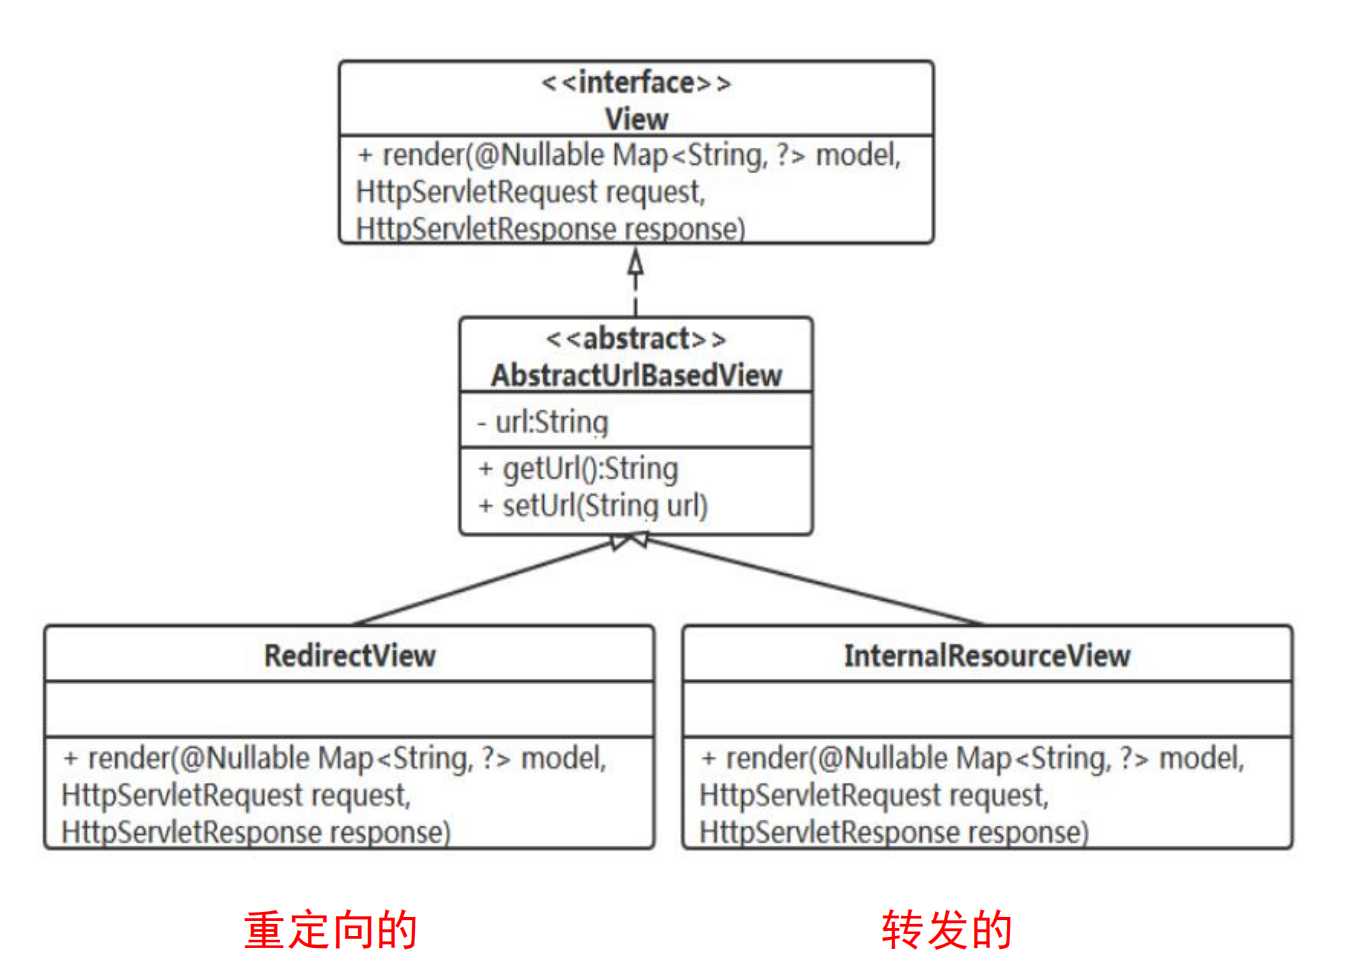 <<interface>>
View
+ render(@Nullable Map<String, ?> model,
HttpServletRequest request,
HttpServletResponse response)
<<abstract>>
AbstractUrlBasedView
- url:String
+ getUrl():String
+ setUrl(String url)
RedirectView
+ render(@Nullable Map<String, ?> model,
HttpServletRequest request,
HttpServletResponse response)
InternalResourceView
+ render(@Nullable Map<String, ?> model,
HttpServletRequest request,
HttpServletResponse response)
重定向的
转发的